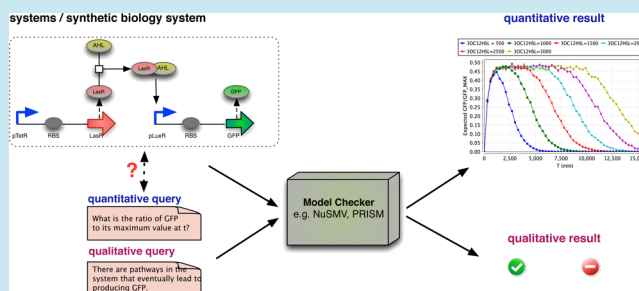 systems / synthetic biology system
AHL
LasR AHL
LasR
GFP
pTetR RBS LasR pLuxR RBS GFP
?
quantitative query
What is the ratio of GFP
to its maximum value at t?
qualitative query
There are pathways in the
system that eventually lead to
producing GFP.
Model Checker
e.g. NuSMV, PRISM
quantitative result
3OC12HSL = 500 3OC12HSL=1000 3OC12HSL=1500 3OC12HSL=20
3OC12HSL=2500 3OC12HSL=3000
Expected GFP/GFP_MAX
0.50
0.45
0.40
0.35
0.30
0.25
0.20
0.15
0.10
0.05
0.00
0 2,500 5,000 7,500 10,000 12,500 15,0
T (min)
qualitative result